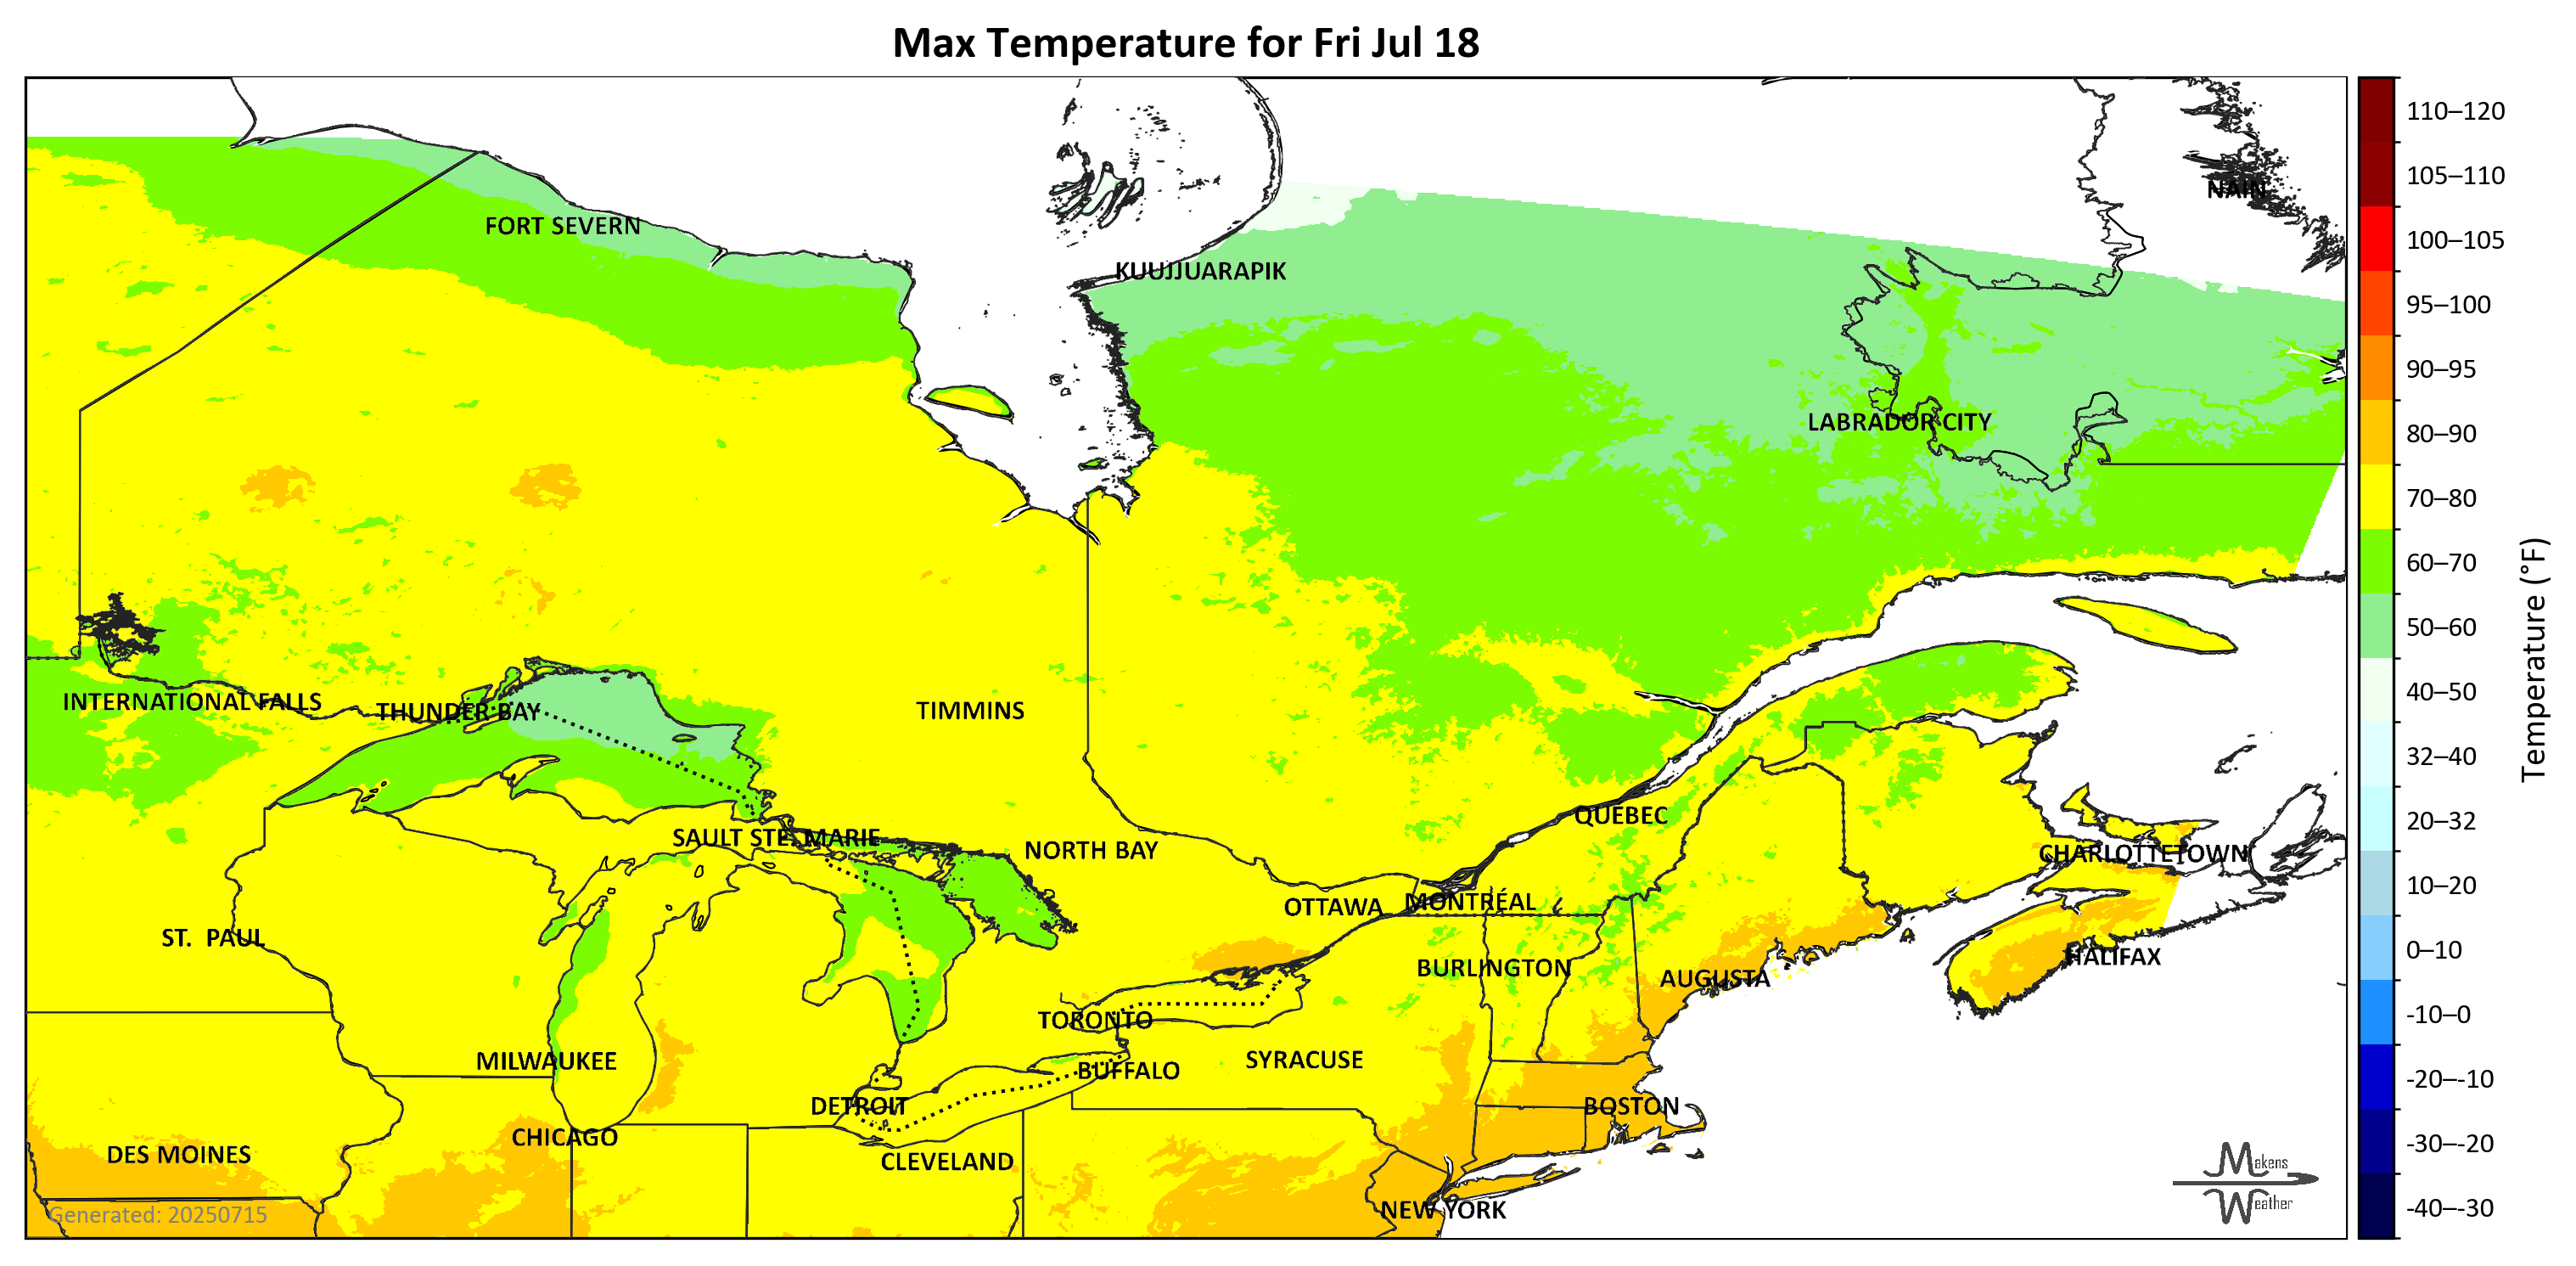 Max Temperature for Fri Jul 18
NAIN
FORT SEVERN
KUUJJUARAPIK
LABRADOR CITY
INTERNATIONAL FALLS
THUNDER BAY
TIMMINS
QUÉBEC
SAULT STE. MARIE
NORTH BAY
CHARLOTTETOWN
OTTAWA
MONTRÉAL
ST. PAUL
HALIFAX
BURLINGTON
AUGUSTA
TORONTO
MILWAUKEE
SYRACUSE
BUFFALO
DETROIT
BOSTON
CHICAGO
DES MOINES
CLEVELAND
NEW YORK
Generated: 20250715
Makens
Weather
110–120
105–110
100–105
95–100
90–95
80–90
70–80
60–70
50–60
40–50
32–40
20–32
10–20
0–10
-10–0
-20–-10
-30–-20
-40–-30
Temperature (°F)